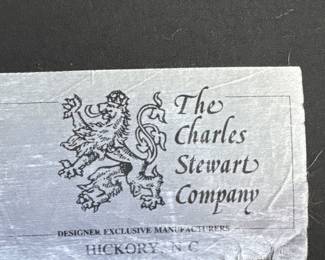 The
Charles
Stewart
Company
DESIGNER EXCLUSIVE MANUFACTURERS
HICKORY, N C